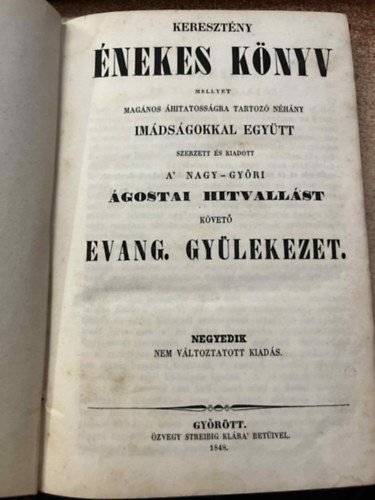 KERESZTÉNY
ÉNEKES KÖNYV
MELLYET
MAGÁNOS ÁHITATOSSÁGRA TARTOZÓ NÉHÁNY
IMÁDSÁGOKKAL EGYÜTT
SZERZETT ÉS KIADOTT
A' NAGY-GYŐRI
ÁGOSTAI HITVALLÁST
KÖVETŐ
EVANG. GYÜLEKEZET.
NEGYEDIK
NEM VÁLTOZTATOTT KIADÁS.
GYŐRÖTT.
ÖZVEGY STREIBIG KLÁRA' BETŰIVEL.
1848.